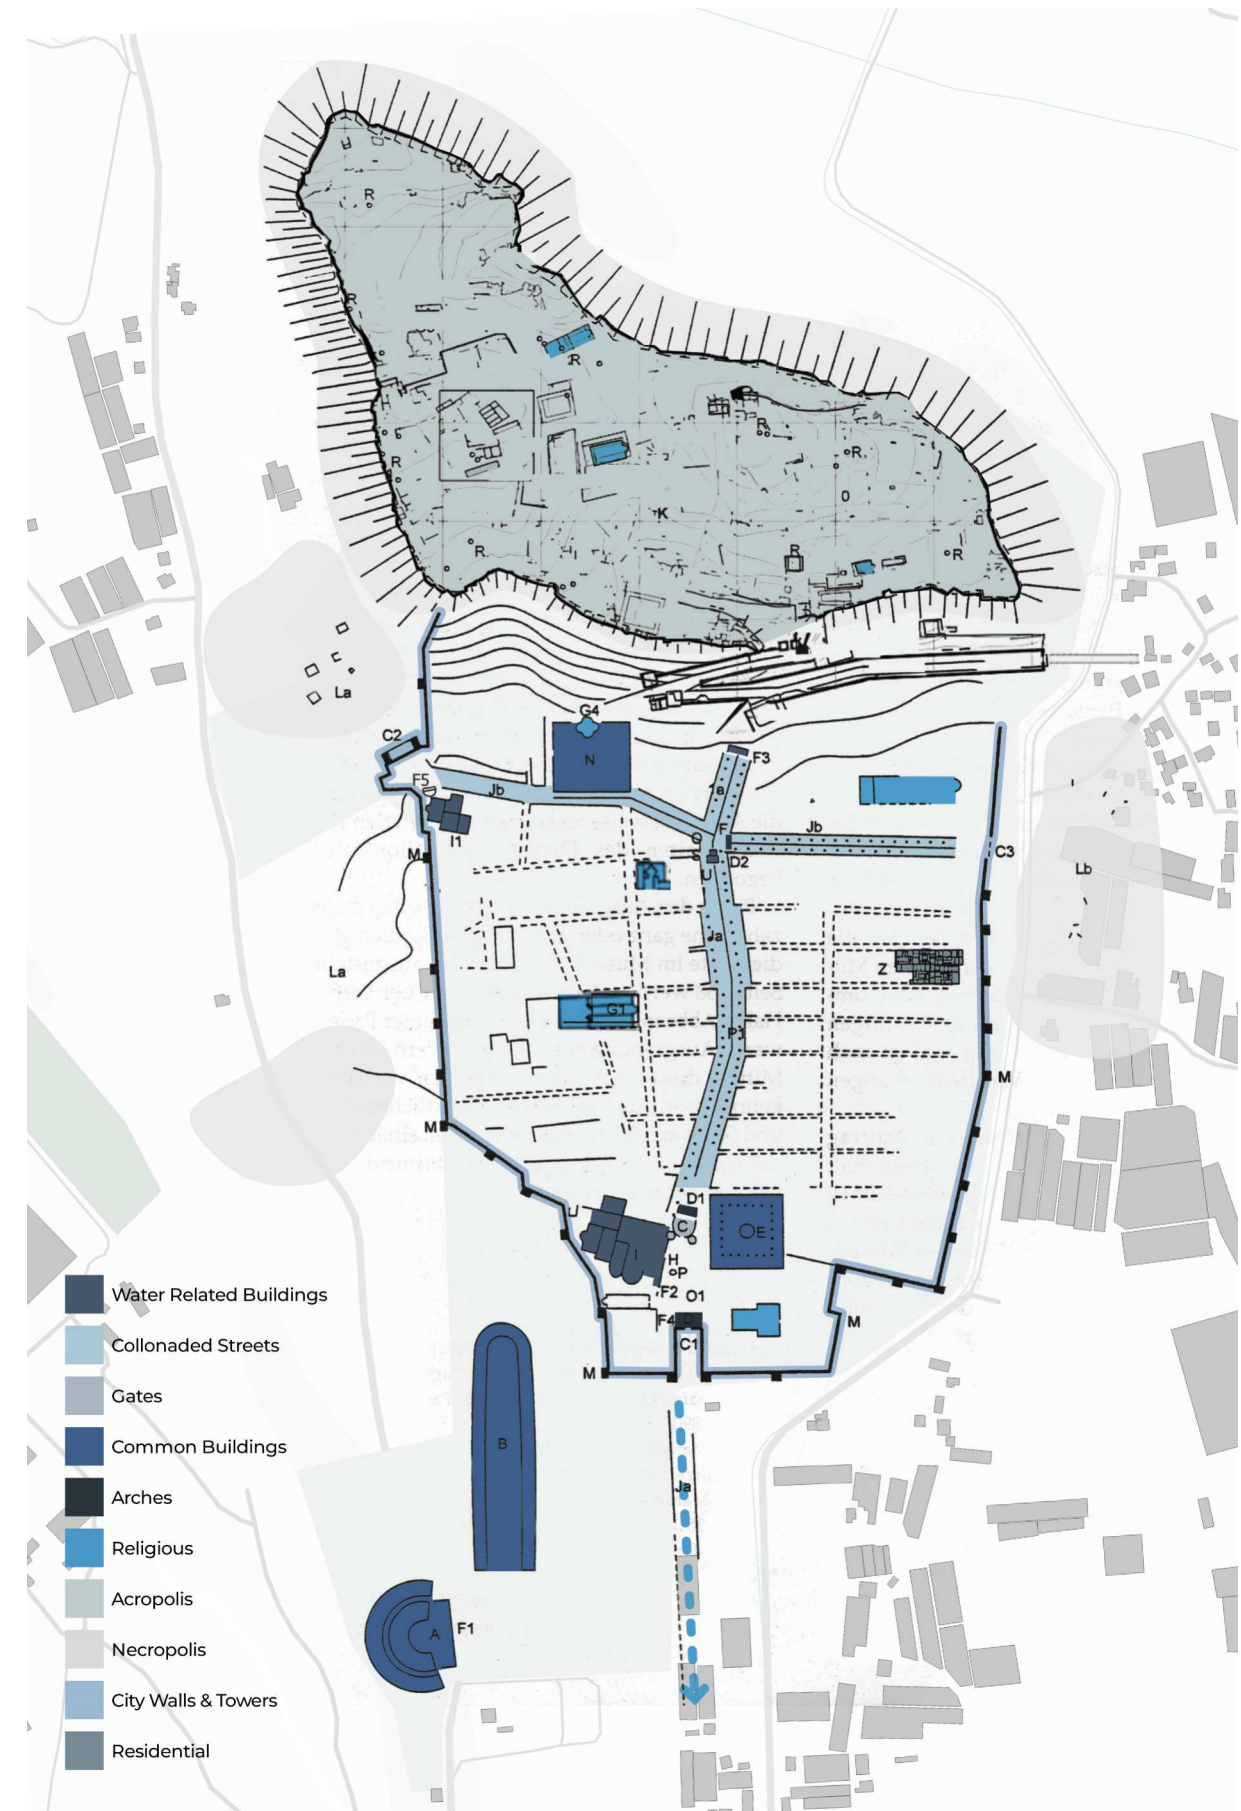 R
R
R
R
R
R
O
K
R
R
R
La
G4
C2
N
F3
F5
Jb
1a
I1
Q
F
Jb
S
D2
C3
M
U
Lb
La
Ja
Z
G1
P1
M
M
D1
C
E
I
H
P
F2
O1
F4
D
M
C1
M
B
Ja
A
F1
Water Related Buildings
Collonaded Streets
Gates
Common Buildings
Arches
Religious
Acropolis
Necropolis
City Walls & Towers
Residential